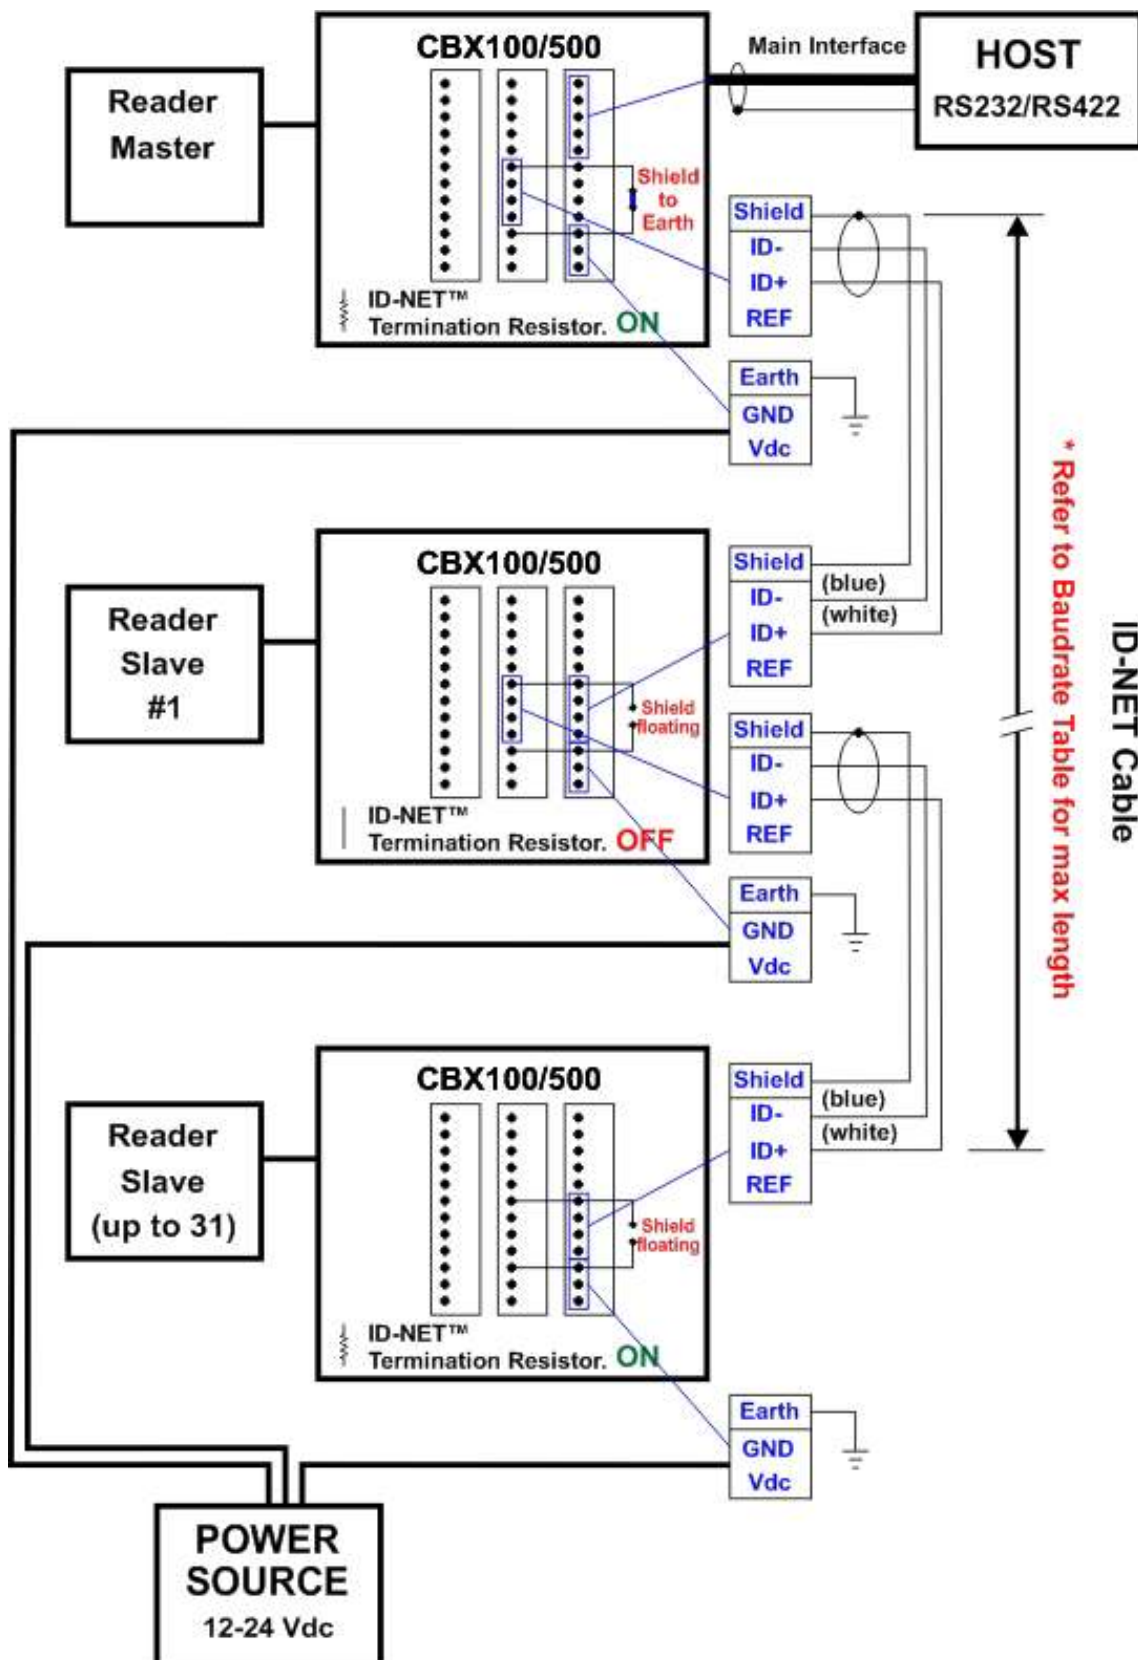 CBX100/500
Main Interface
HOST
RS232/RS422
Reader
Master
Shield
to
Earth
ID-NET™
Termination Resistor. ON
Shield
ID-
ID+
REF
Earth
GND
Vdc
CBX100/500
Reader
Slave
#1
Shield
floating
ID-NET™
Termination Resistor. OFF
Shield
(blue)
ID-
(white)
ID+
REF
Shield
ID-
ID+
REF
Earth
GND
Vdc
* Refer to Baudrate Table for max length
ID-NET Cable
CBX100/500
Reader
Slave
(up to 31)
Shield
floating
ID-NET™
Termination Resistor. ON
Shield
(blue)
ID-
(white)
ID+
REF
Earth
GND
Vdc
POWER
SOURCE
12-24 Vdc